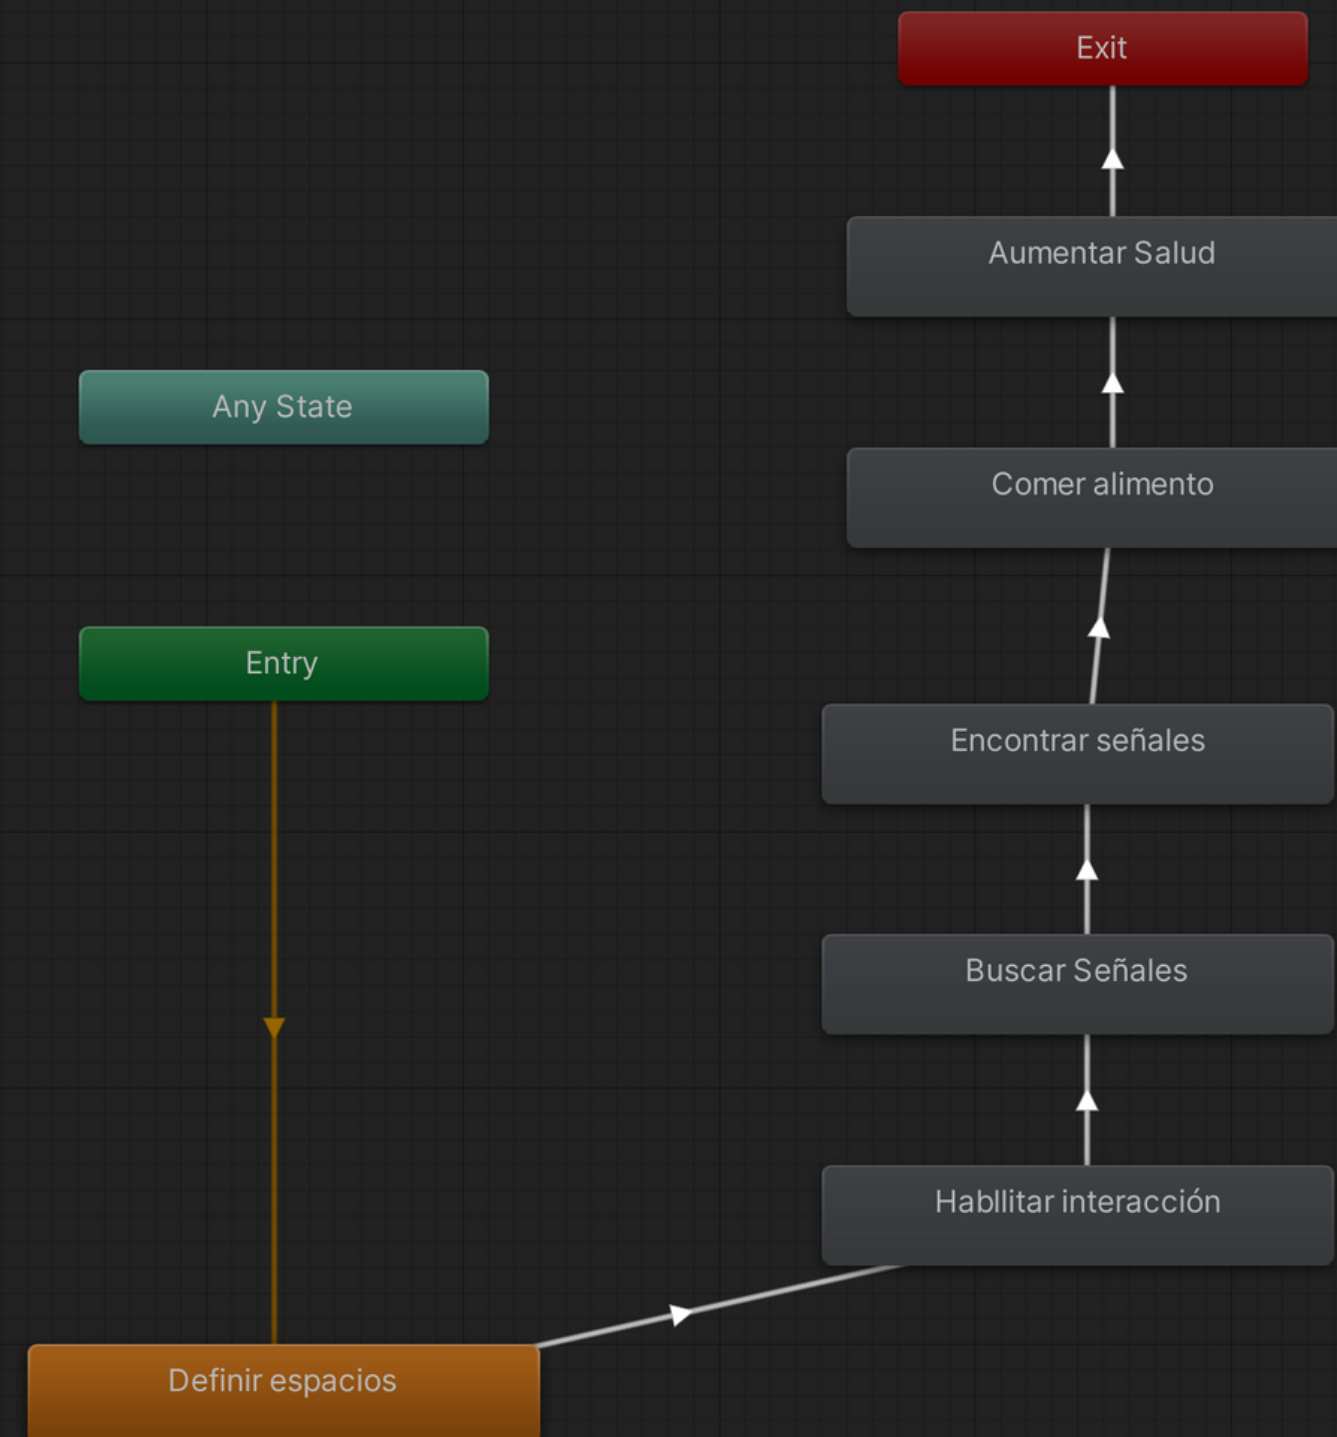 Exit
Aumentar Salud
Any State
Comer alimento
Entry
Encontrar señales
Buscar Señales
Habllitar interacción
Definir espacios